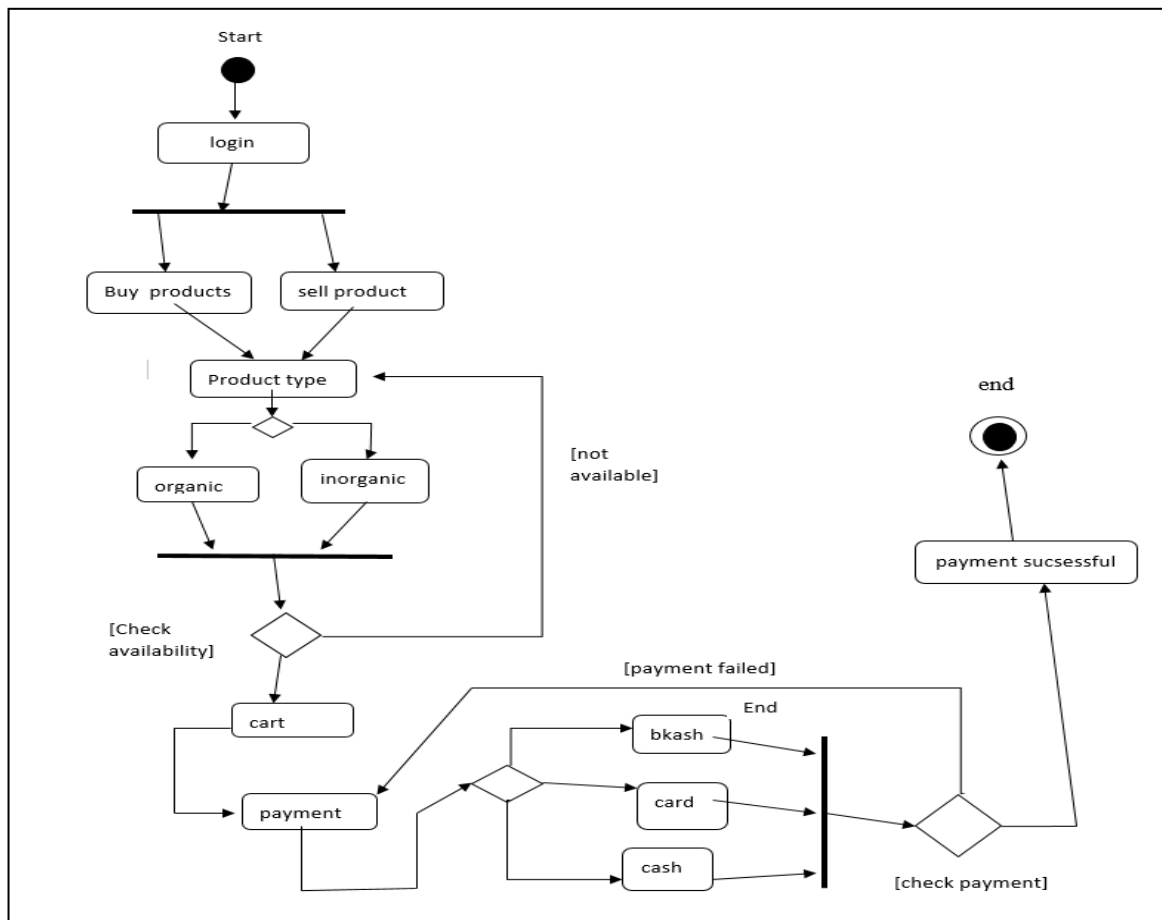 Start
login
Buy products
sell product
Product type
end
organic
inorganic
[not
available]
payment sucsessful
[Check
availability]
[payment failed]
cart
End
bkash
payment
card
cash
[check payment]